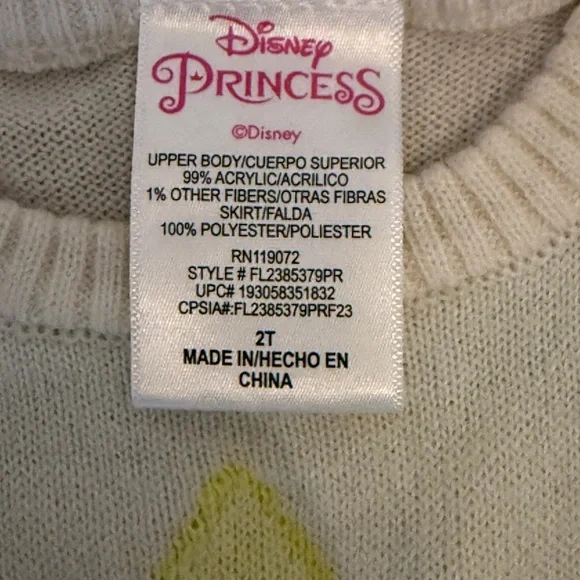 Disney
PRINCESS
©Disney
UPPER BODY/CUERPO SUPERIOR
99% ACRYLIC/ACRILICO
1% OTHER FIBERS/OTRAS FIBRAS
SKIRT/FALDA
100% POLYESTER/POLIESTER
RN119072
STYLE # FL2385379PR
UPC# 193058351832
CPSIA#:FL2385379PRF23
2T
MADE IN/HECHO EN
CHINA